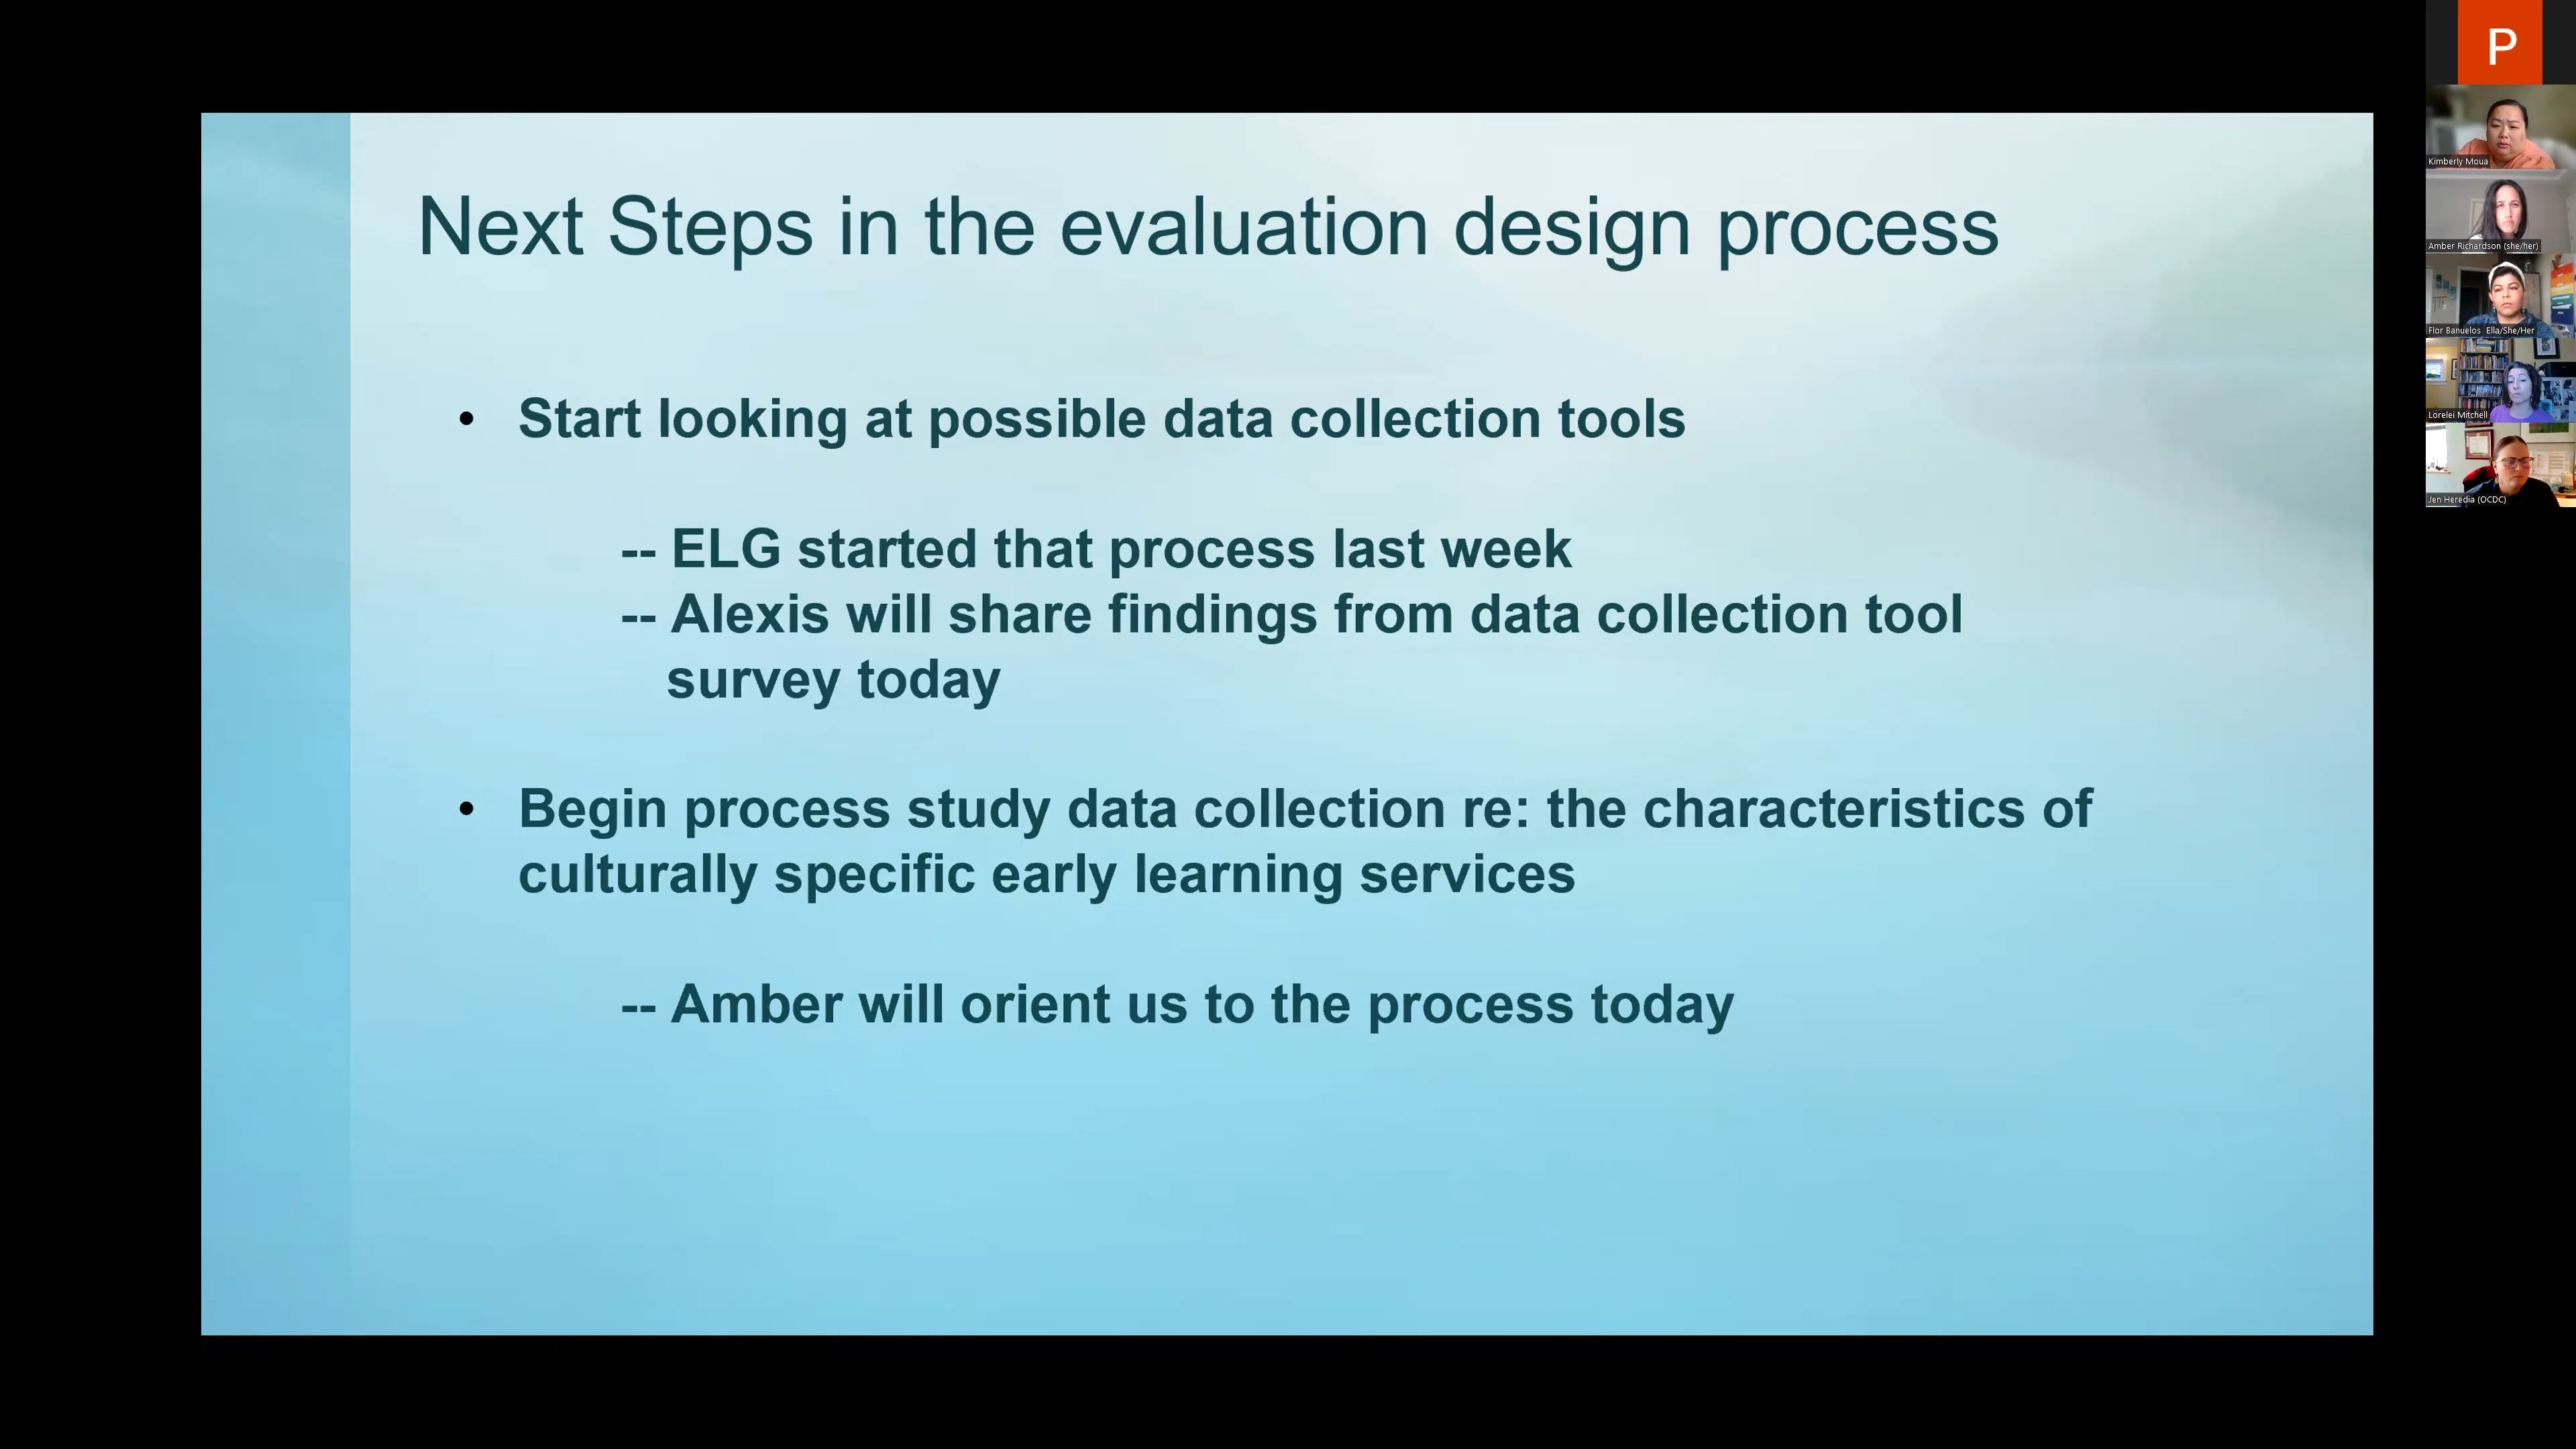 Next Steps in the evaluation design process
• Start looking at possible data collection tools
-- ELG started that process last week
-- Alexis will share findings from data collection tool
survey today
• Begin process study data collection re: the characteristics of
culturally specific early learning services
-- Amber will orient us to the process today
P
Kimberly Moua
Amber Richardson (she/her)
Flor Banuelos Ella/She/Her
Lorelei Mitchell
Jen Heredia (OCDC)